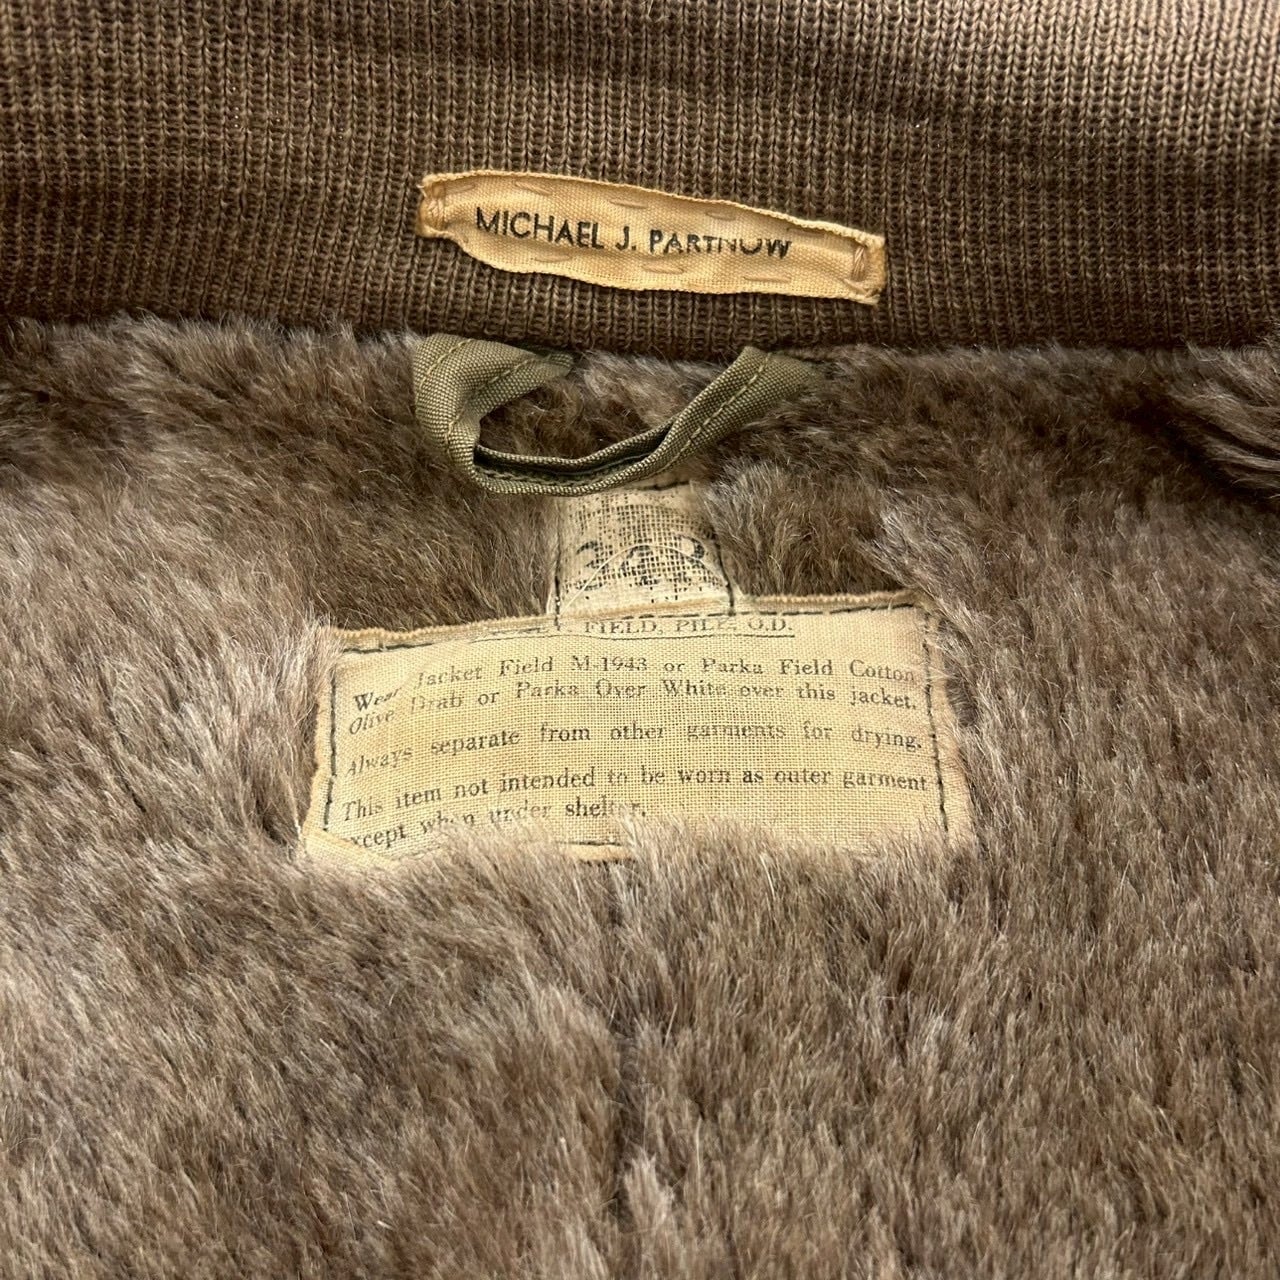 MICHAEL J. PARTNOW
FIELD, PILE, O.D.
Wear Jacket Field M-1943 or Parka Field Cotton
Olive Drab or Parka Over White over this jacket.
Always separate from other garments for drying.
This item not intended to be worn as outer garment
except when under shelter.